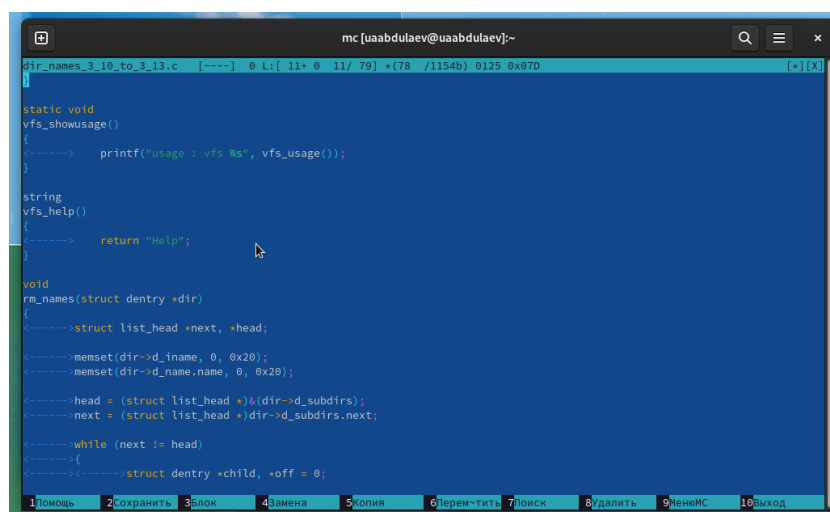 mc [uaabdulaev@uaabdulaev]:~
dir_names_3_10_to_3_13.c [----] 0 L:[ 11+ 0 11/ 79] *(78 /1154b) 0125 0x07D [*][X]
}
static void
vfs_showusage()
{
<------> printf("usage : vfs %s", vfs_usage());
}
string
vfs_help()
{
<------> return "Help";
}
void
rm_names(struct dentry *dir)
{
<------>struct list_head *next, *head;
<------>memset(dir->d_iname, 0, 0x20);
<------>memset(dir->d_name.name, 0, 0x20);
<------>head = (struct list_head *)&(dir->d_subdirs);
<------>next = (struct list_head *)dir->d_subdirs.next;
<------>while (next != head)
<------>{
<------><------>struct dentry *child, *off = 0;
1Помощь 2Сохранить 3Блок 4Замена 5Копия 6Перем~тить 7Поиск 8Удалить 9МенюMC 10Выход